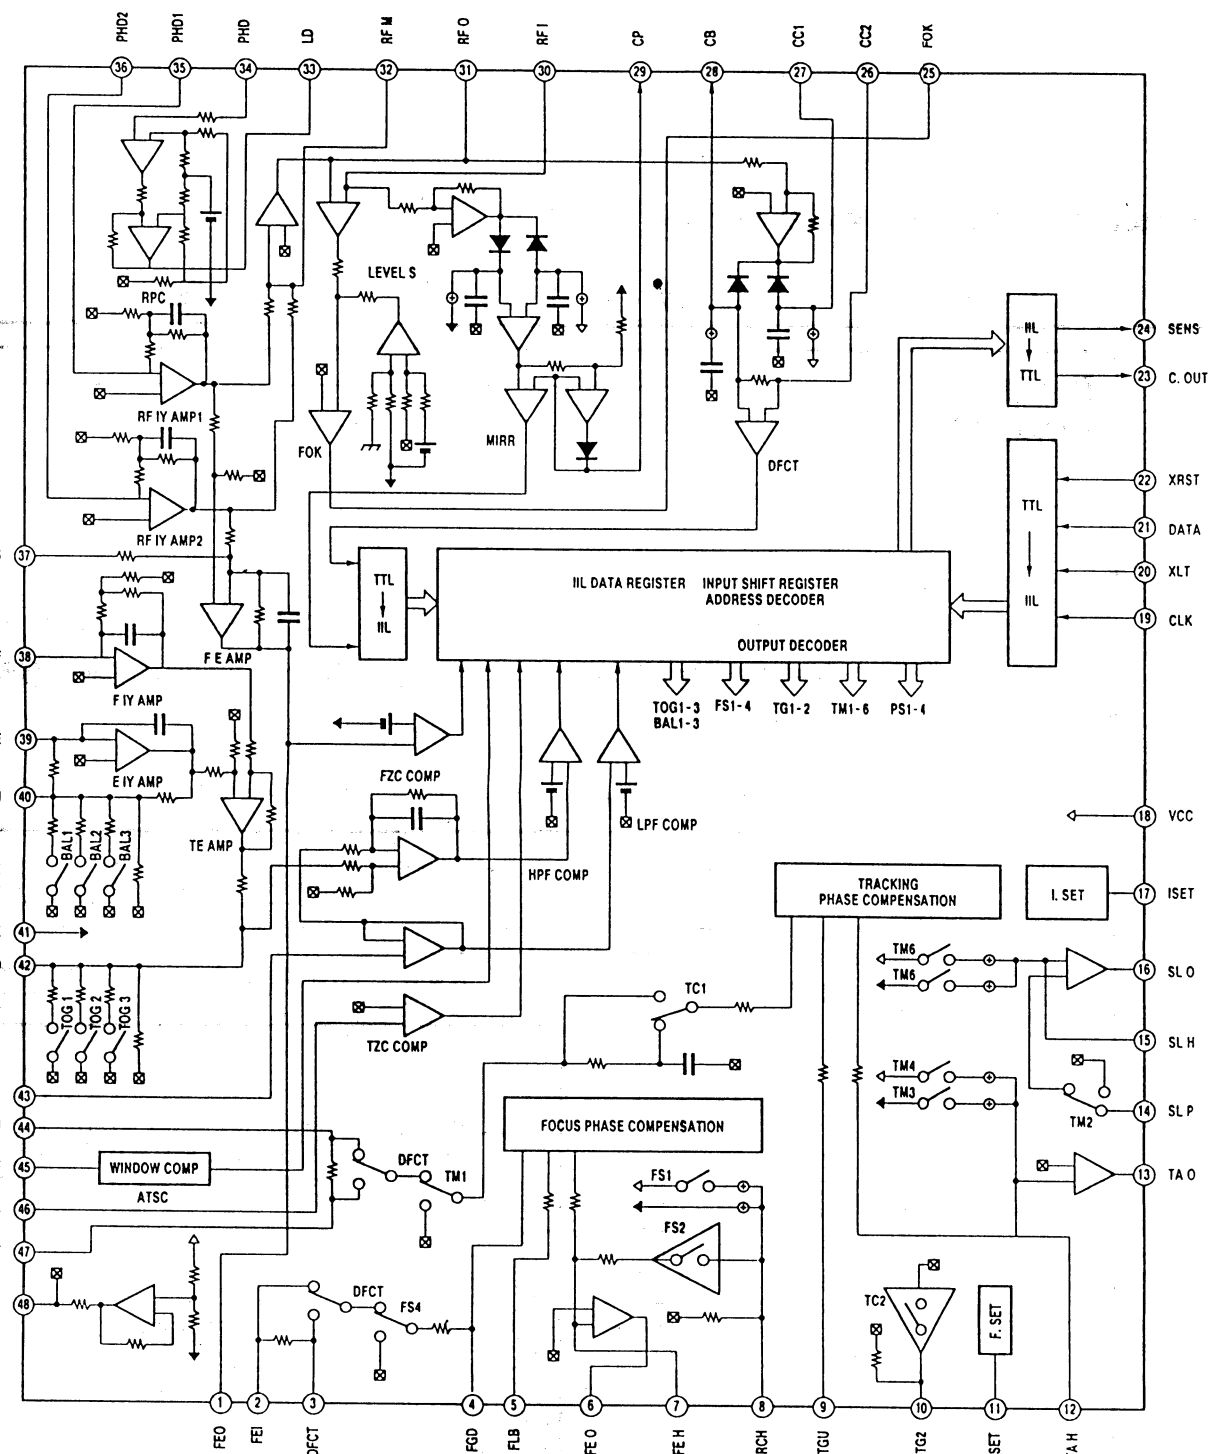 PHD2
PHD1
PHD
LD
RF M
RF O
RF I
CP
CB
CC1
CC2
FOK
36
35
34
33
32
31
30
29
28
27
26
25
RPC
LEVEL S
RF IY AMP1
FOK
MIRR
DFCT
RF IY AMP2
IIL
TTL
24
SENS
23
C. OUT
TTL
IIL
22
XRST
21
DATA
20
XLT
19
CLK
37
TTL
IIL
IIL DATA REGISTER INPUT SHIFT REGISTER
ADDRESS DECODER
OUTPUT DECODER
F E AMP
38
F IY AMP
TOG1-3
BAL1-3
FS1-4
TG1-2
TM1-6
PS1-4
39
E IY AMP
FZC COMP
40
BAL1
BAL2
BAL3
TE AMP
HPF COMP
LPF COMP
18
VCC
TRACKING
PHASE COMPENSATION
I. SET
17
ISET
41
42
TOG 1
TOG 2
TOG 3
TZC COMP
TC1
TM6
TM6
16
SL O
15
SL H
TM4
TM3
TM2
14
SL P
43
44
FOCUS PHASE COMPENSATION
45
WINDOW COMP
ATSC
DFCT
TM1
FS1
FS2
13
TA O
46
47
48
DFCT
FS4
TC2
F. SET
1
2
3
4
5
6
7
8
9
10
11
12
FEO
FEI
DFCT
FGD
FLB
FE O
FE H
RCH
TGU
TG2
SET
TA H